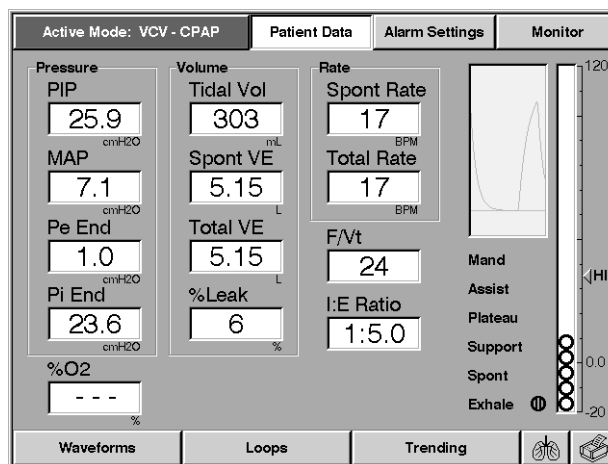 Active Mode: VCV - CPAP
Patient Data
Alarm Settings
Monitor
Pressure
PIP
25.9
cmH2O
MAP
7.1
cmH2O
Pe End
1.0
cmH2O
Pi End
23.6
cmH2O
%O2
- - -
%
Volume
Tidal Vol
303
mL
Spont VE
5.15
L
Total VE
5.15
L
%Leak
6
%
Rate
Spont Rate
17
BPM
Total Rate
17
BPM
F/Vt
24
I:E Ratio
1:5.0
Mand
Assist
Plateau
Support
Spont
Exhale
120
HI
0.0
-20
Waveforms
Loops
Trending